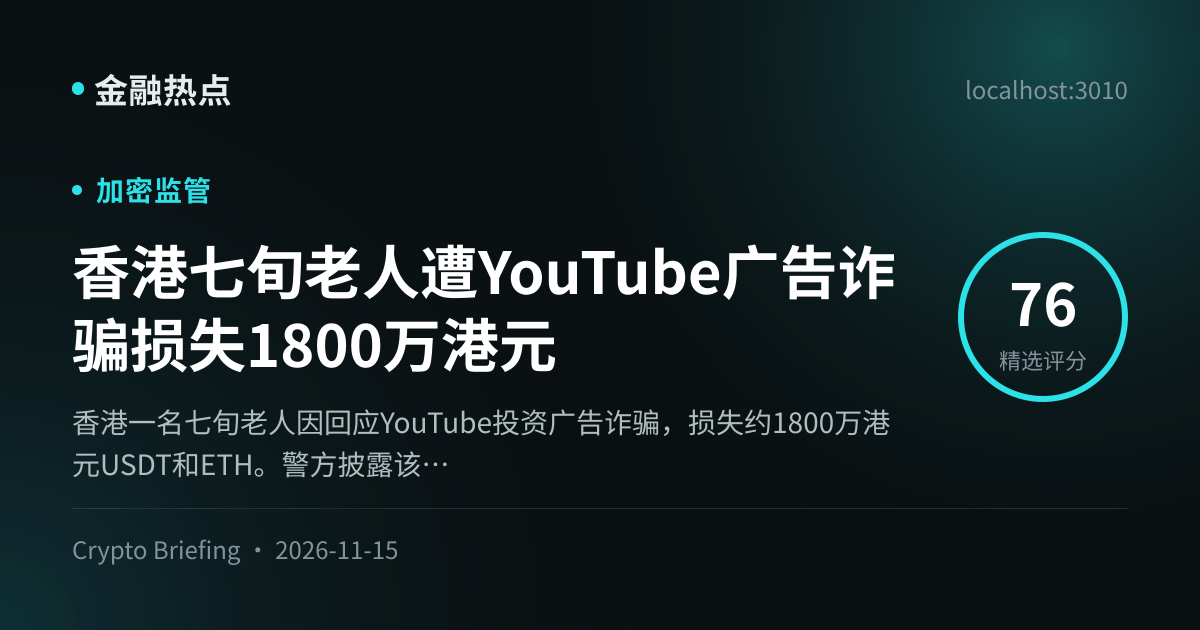 金融热点
localhost:3010
加密监管
香港七旬老人遭YouTube广告诈
骗损失1800万港元
76
精选评分
香港一名七旬老人因回应YouTube投资广告诈骗，损失约1800万港
元USDT和ETH。警方披露该…
Crypto Briefing · 2026-11-15